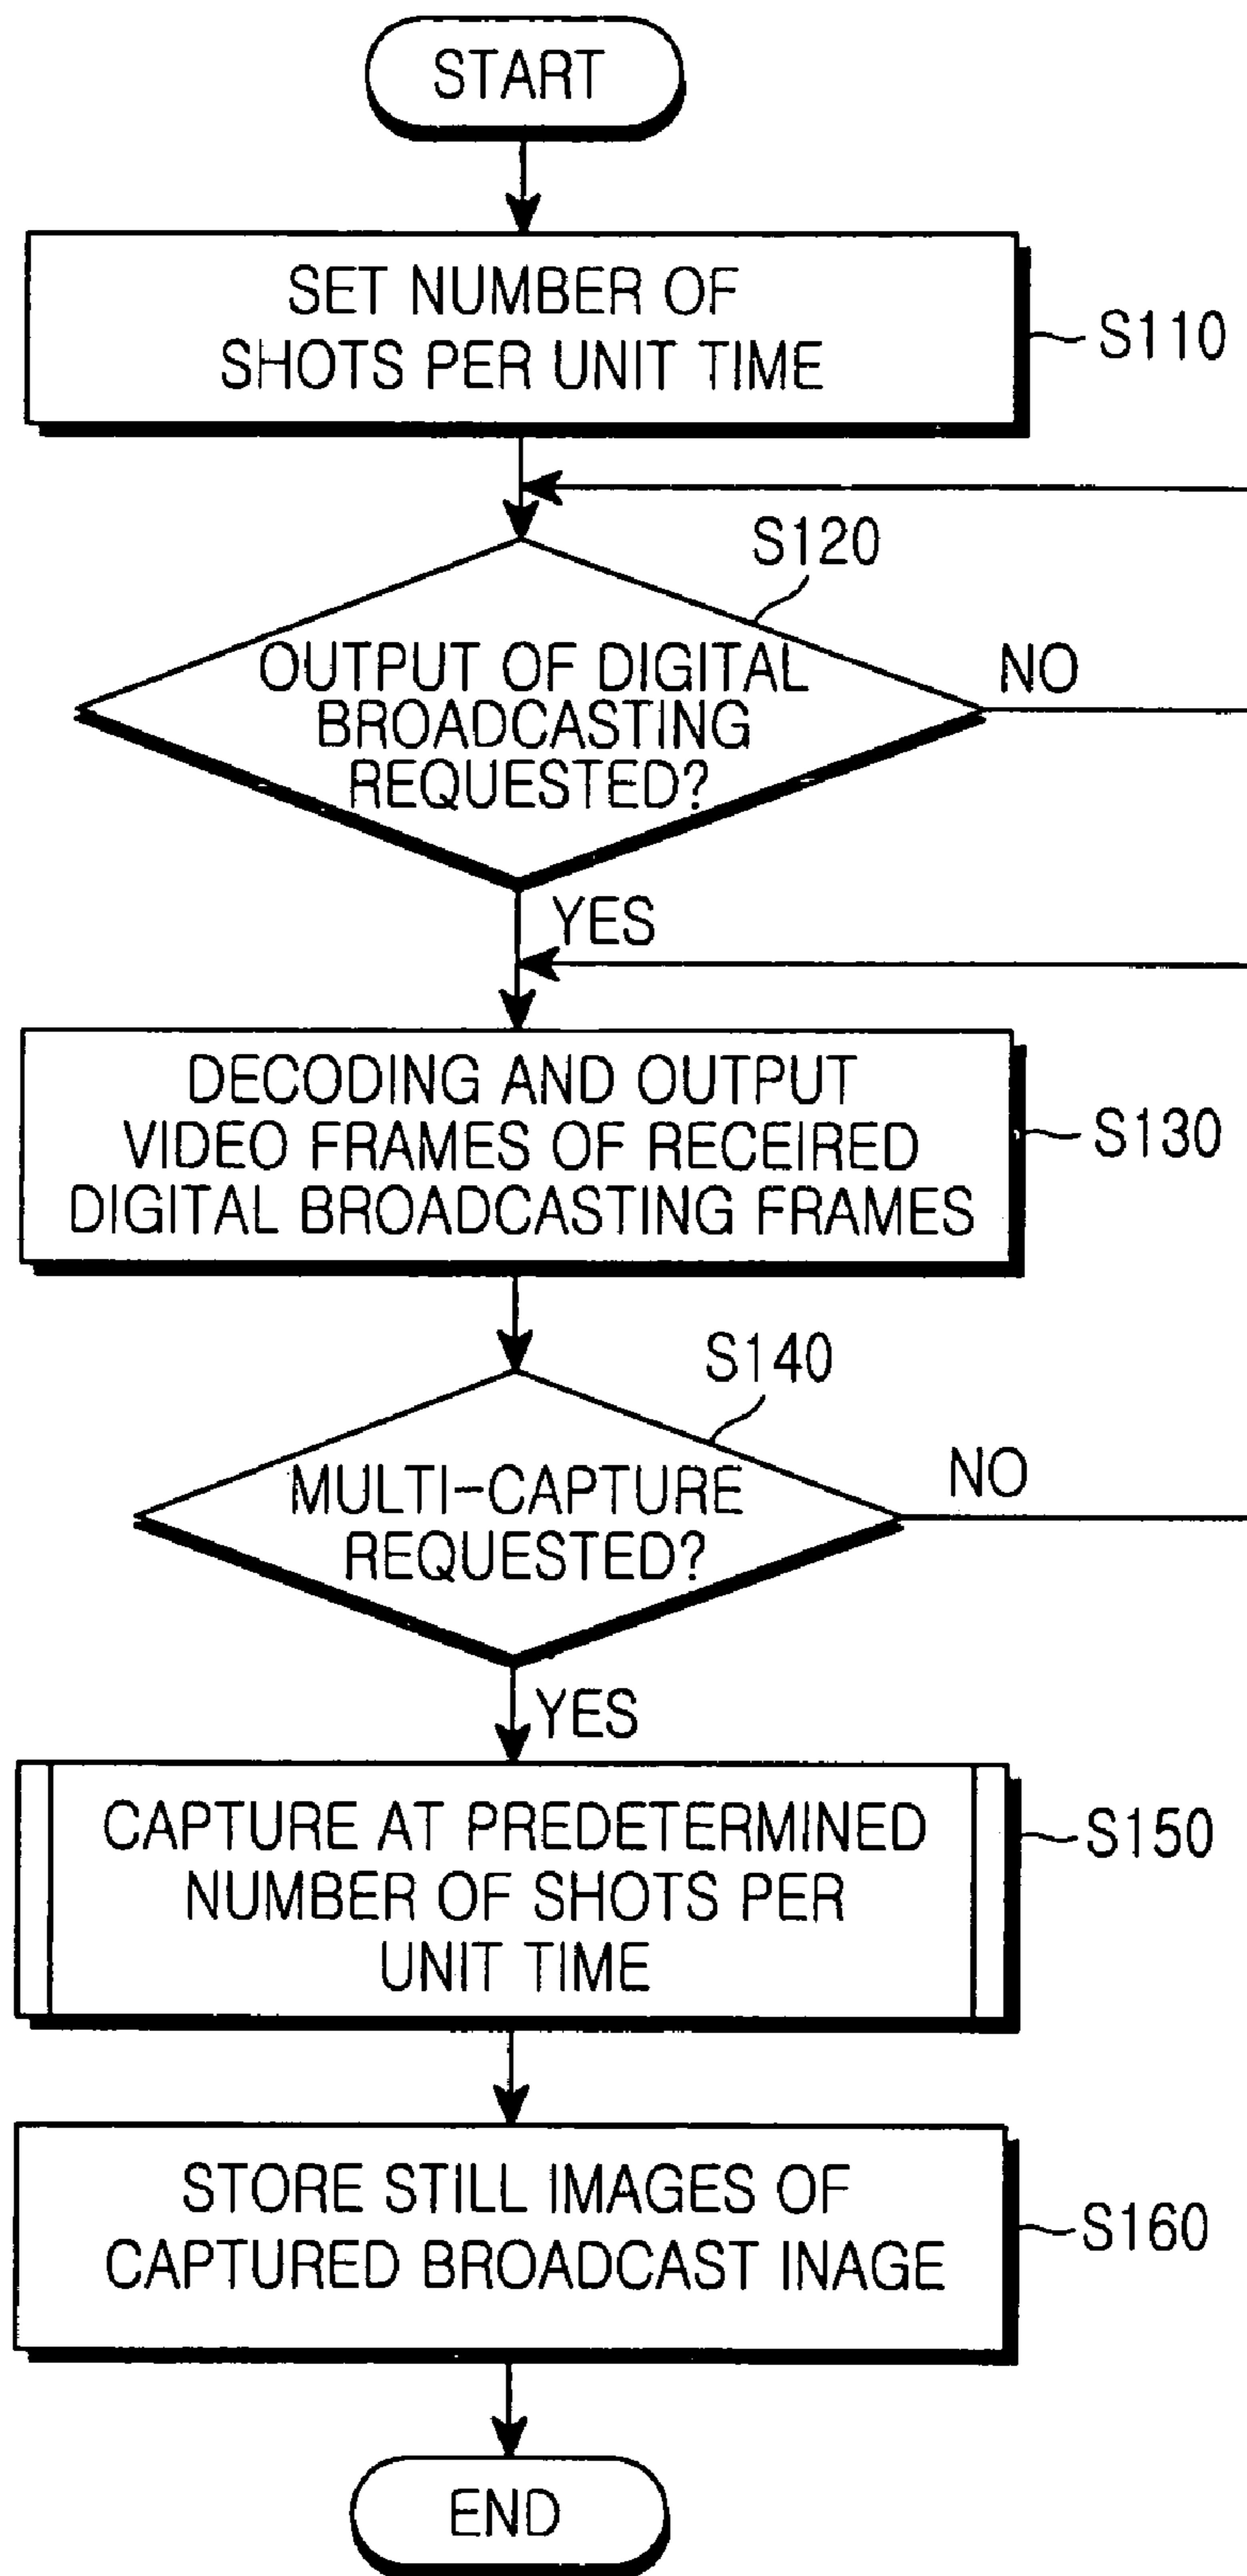 START
SET NUMBER OF
SHOTS PER UNIT TIME
S110
S120
OUTPUT OF DIGITAL
BROADCASTING
REQUESTED?
NO
YES
DECODING AND OUTPUT
VIDEO FRAMES OF RECEIRED
DIGITAL BROADCASTING FRAMES
S130
S140
MULTI-CAPTURE
REQUESTED?
NO
YES
CAPTURE AT PREDETERMINED
NUMBER OF SHOTS PER
UNIT TIME
S150
STORE STILL IMAGES OF
CAPTURED BROADCAST INAGE
S160
END